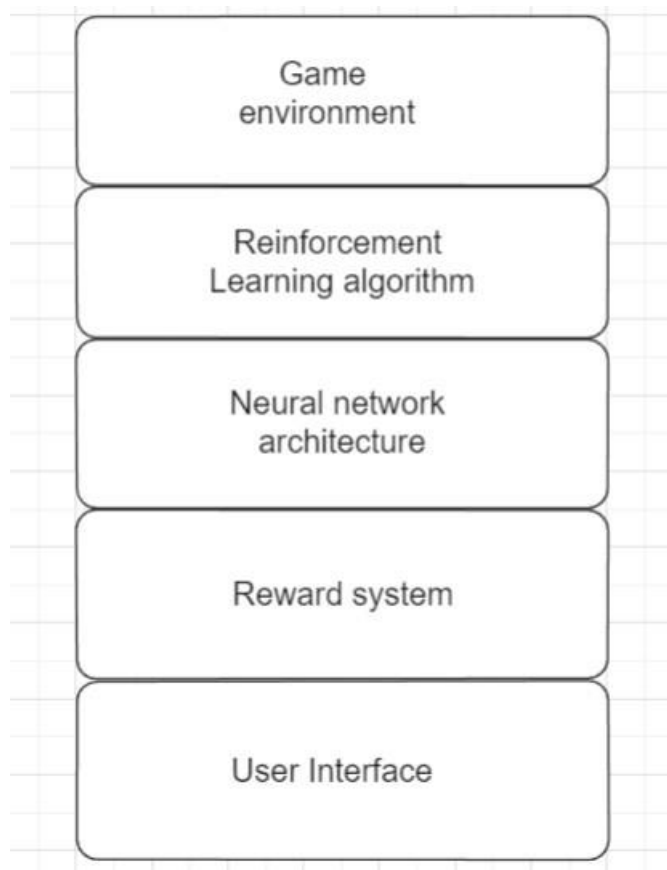 Game
environment
Reinforcement
Learning algorithm
Neural network
architecture
Reward system
User Interface